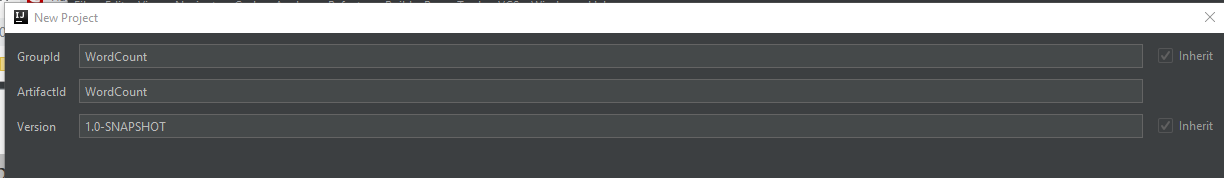 New Project
GroupId WordCount Inherit
ArtifactId WordCount
Version 1.0-SNAPSHOT Inherit